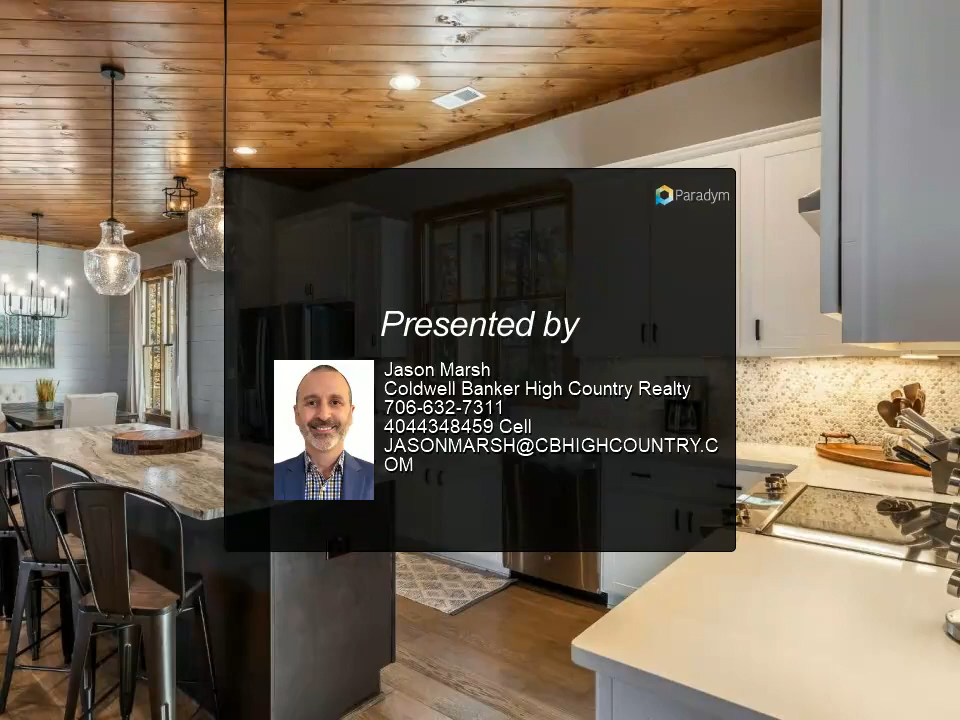 Paradym
Presented by
Jason Marsh
Coldwell Banker High Country Realty
706-632-7311
4044348459 Cell
JASONMARSH@CBHIGHCOUNTRY.C
OM